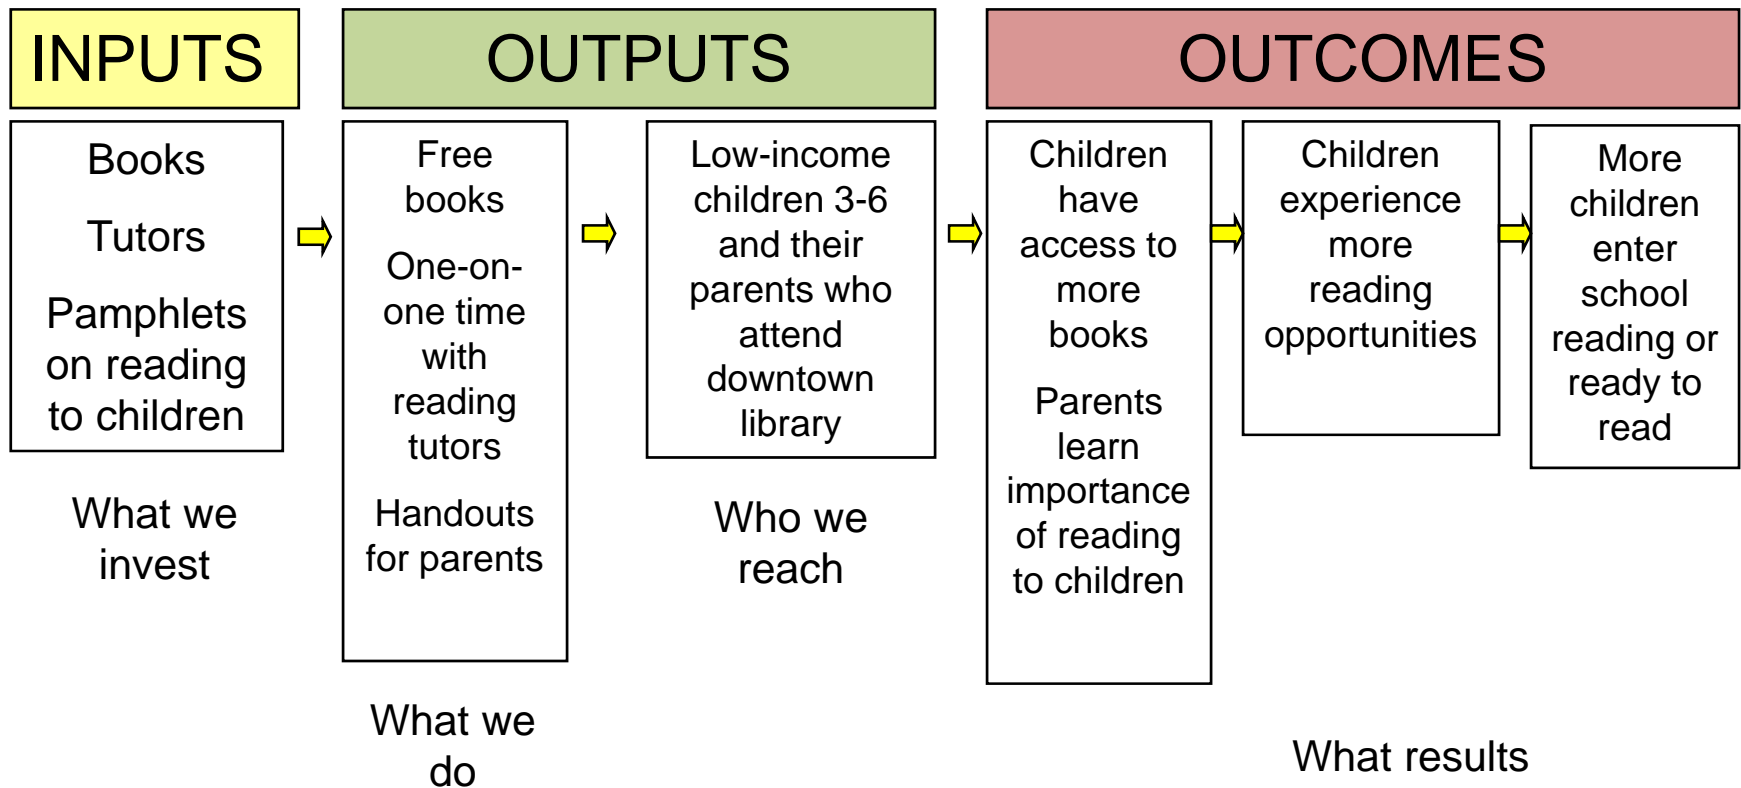 INPUTS
OUTPUTS
OUTCOMES
Books
Tutors
Pamphlets
on reading
to children
What we
invest
Free
books
One-on-
one time
with
reading
tutors
Handouts
for parents
What we
do
Low-income
children 3-6
and their
parents who
attend
downtown
library
Who we
reach
Children
have
access to
more
books
Parents
learn
importance
of reading
to children
Children
experience
more
reading
opportunities
More
children
enter
school
reading or
ready to
read
What results